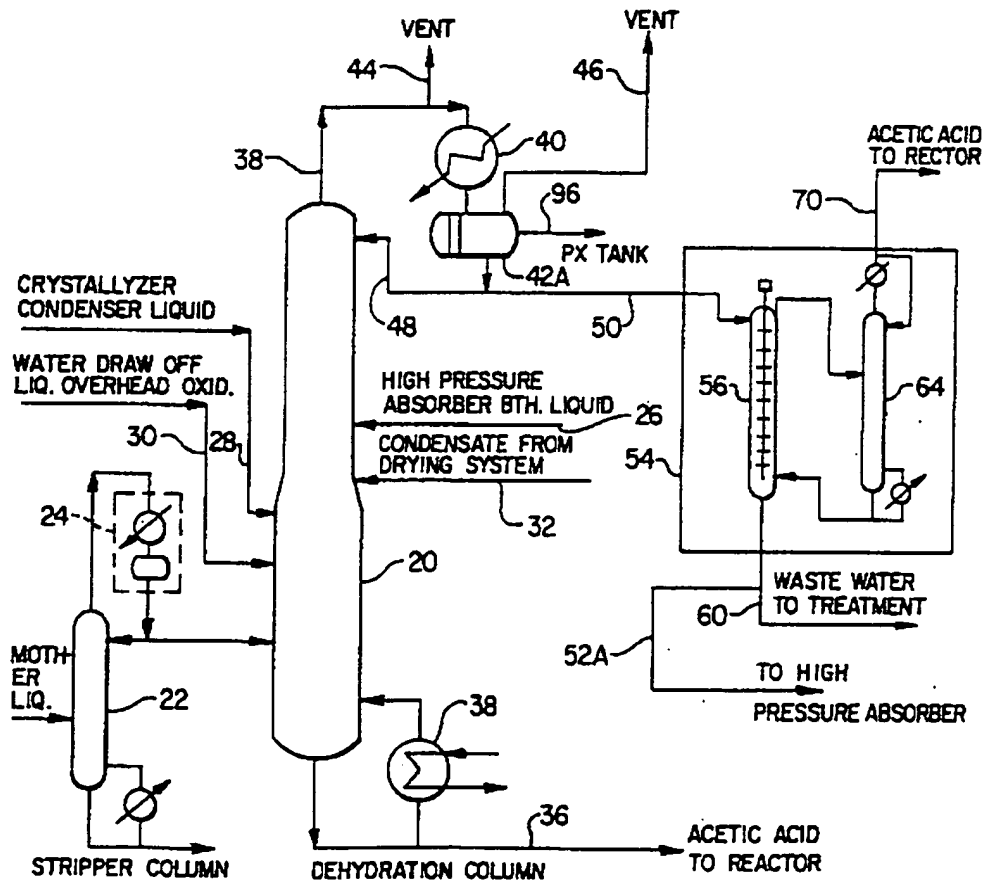 VENT
VENT
44
46
ACETIC ACID
TO RECTOR
38
40
96
70
PX TANK
42A
CRYSTALLYZER
CONDENSER LIQUID
48
50
WATER DRAW OFF
LIQ. OVERHEAD OXID.
HIGH PRESSURE
ABSORBER BTH. LIQUID
26
56
64
30
28
CONDENSATE FROM
DRYING SYSTEM
54
24
32
20
WASTE WATER
TO TREATMENT
60
52A
MOTH
ER
LIQ.
22
38
TO HIGH
PRESSURE ABSORBER
36
ACETIC ACID
TO REACTOR
STRIPPER COLUMN
DEHYDRATION COLUMN